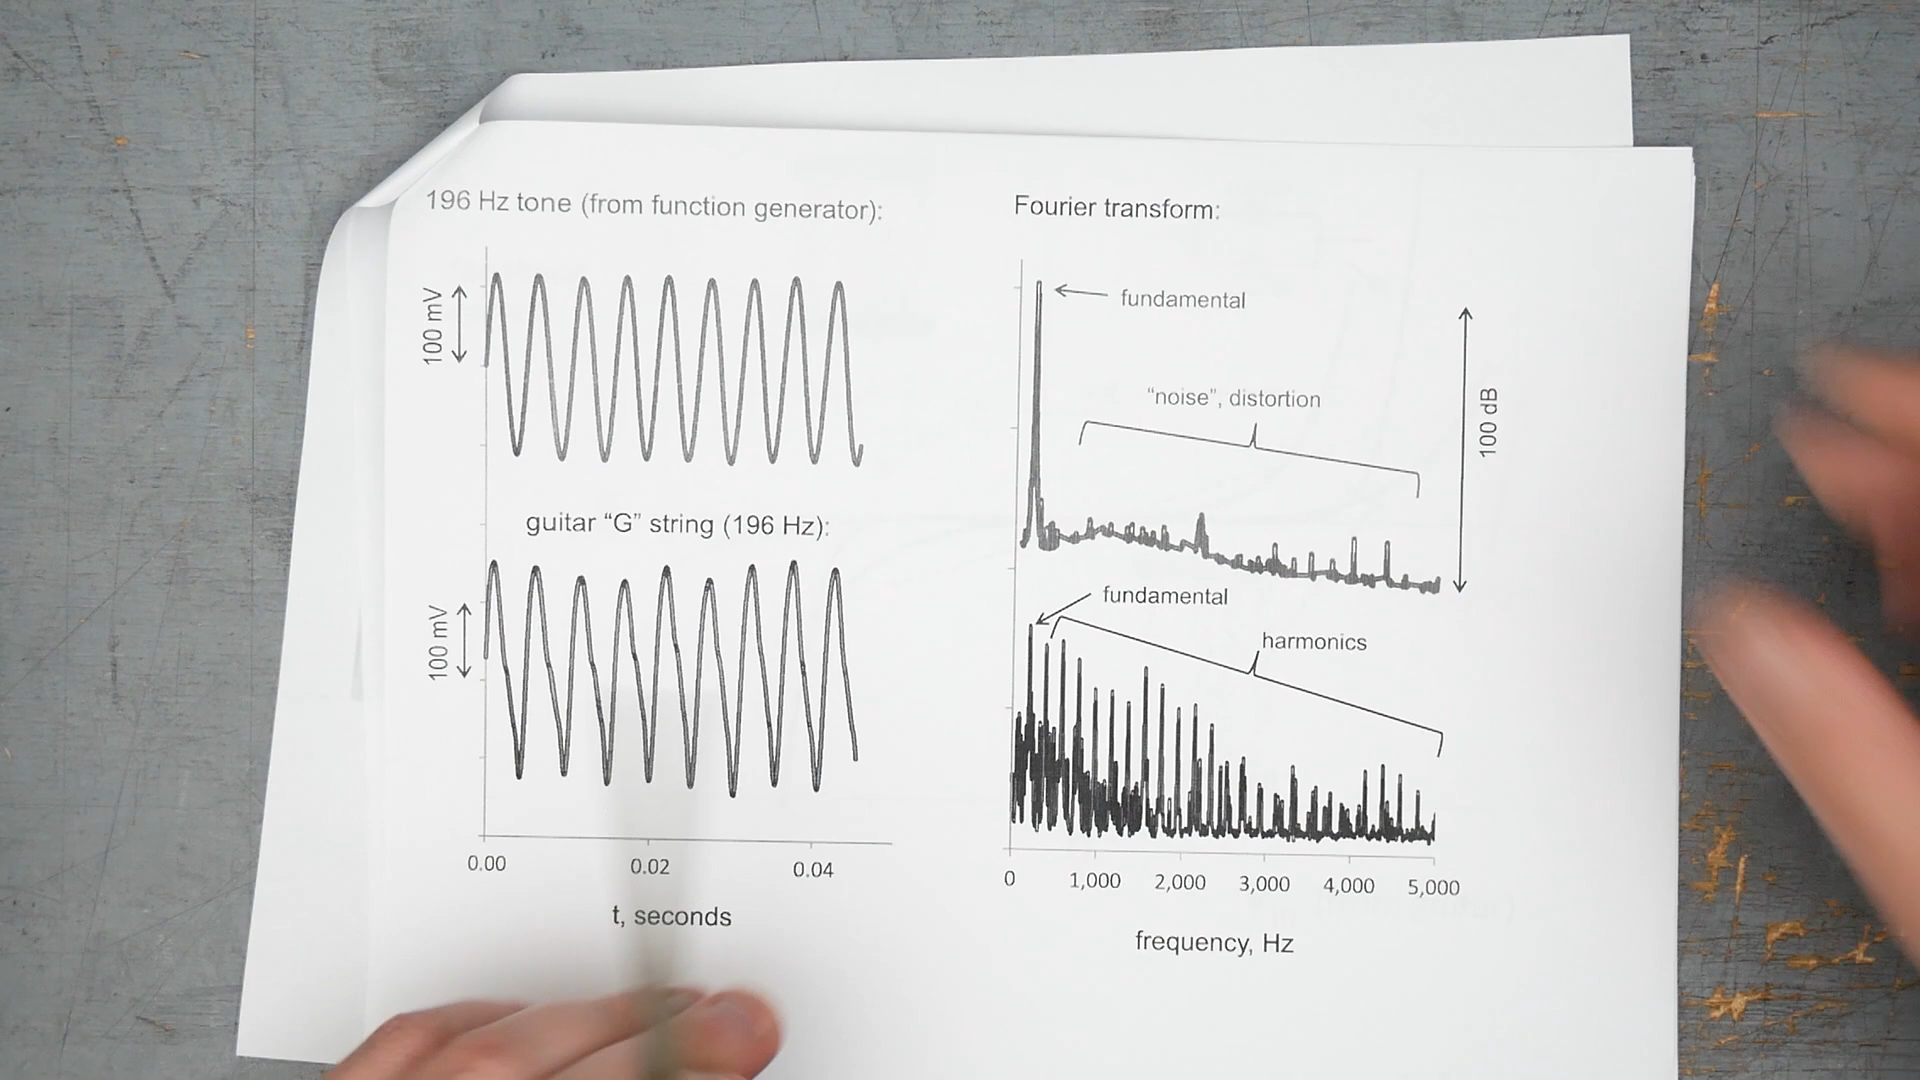 196 Hz tone (from function generator):
100 mV
guitar “G” string (196 Hz):
100 mV
0.00
0.02
0.04
t, seconds
Fourier transform:
fundamental
“noise”, distortion
100 dB
fundamental
harmonics
0
1,000
2,000
3,000
4,000
5,000
frequency, Hz